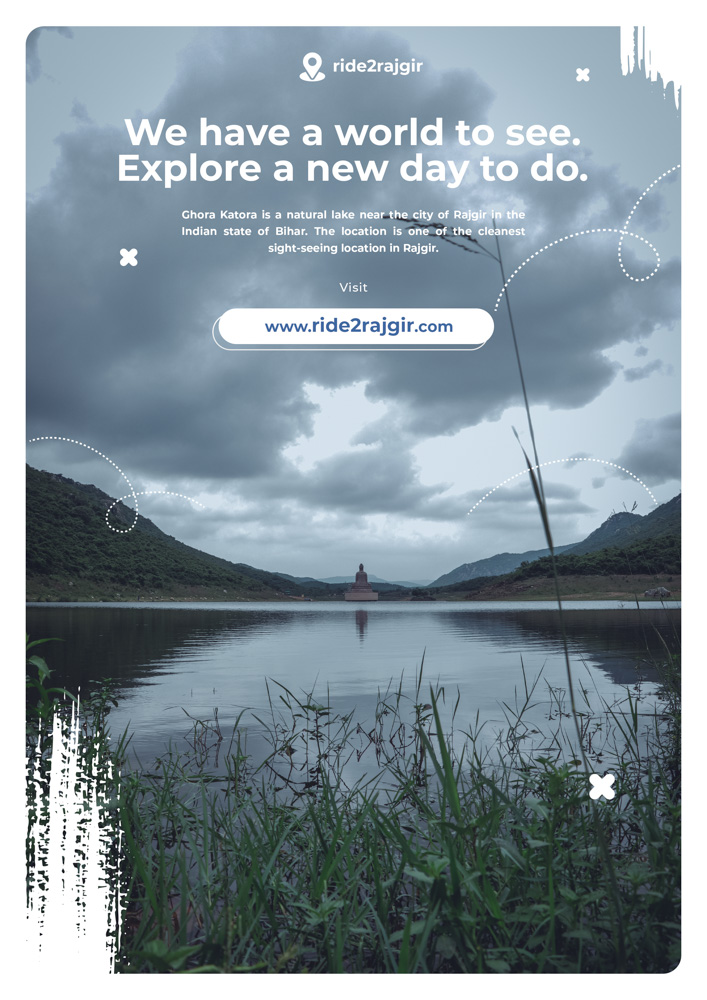 ride2rajgir
We have a world to see.
Explore a new day to do.
Ghora Katora is a natural lake near the city of Rajgir in the
Indian state of Bihar. The location is one of the cleanest
sight-seeing location in Rajgir.
Visit
www.ride2rajgir.com